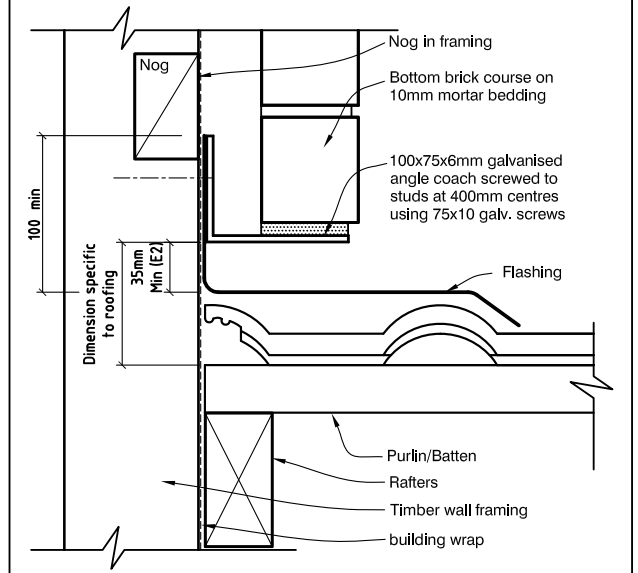 Nog in framing
Nog
Bottom brick course on
10mm mortar bedding
100x75x6mm galvanised
angle coach screwed to
studs at 400mm centres
using 75x10 galv. screws
100 min
35mm
Min (E2)
Dimension specific
to roofing
Flashing
Purlin/Batten
Rafters
Timber wall framing
building wrap